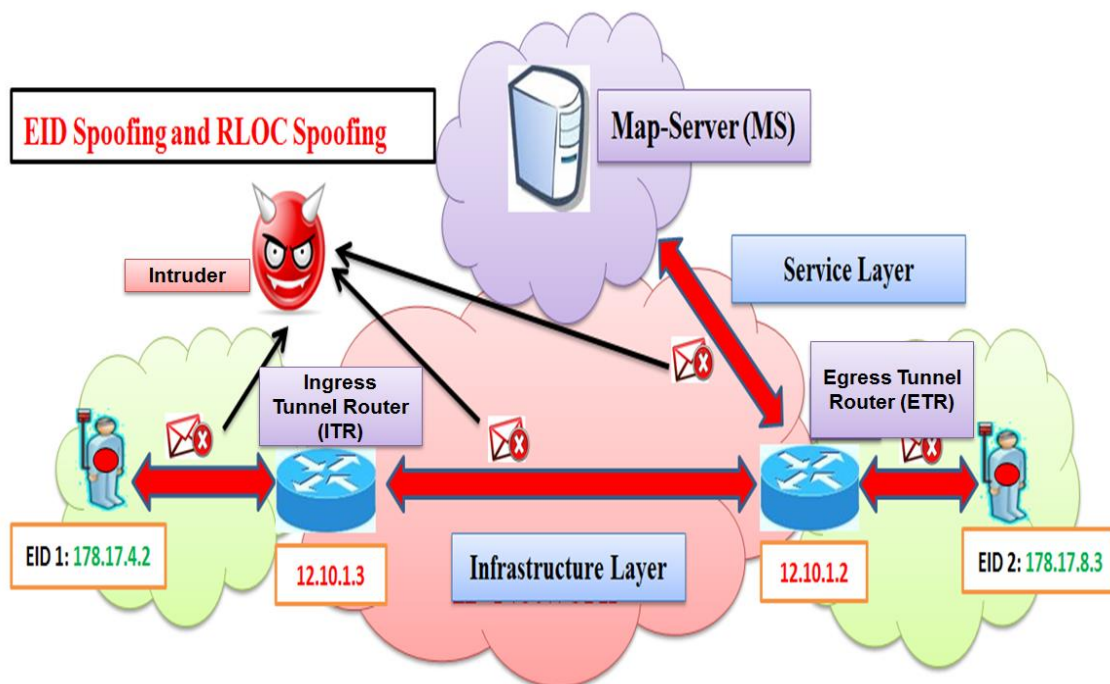 EID Spoofing and RLOC Spoofing
Map-Server (MS)
Intruder
Service Layer
Ingress
Tunnel Router
(ITR)
Egress Tunnel
Router (ETR)
EID 1: 178.17.4.2
12.10.1.3
Infrastructure Layer
12.10.1.2
EID 2: 178.17.8.3